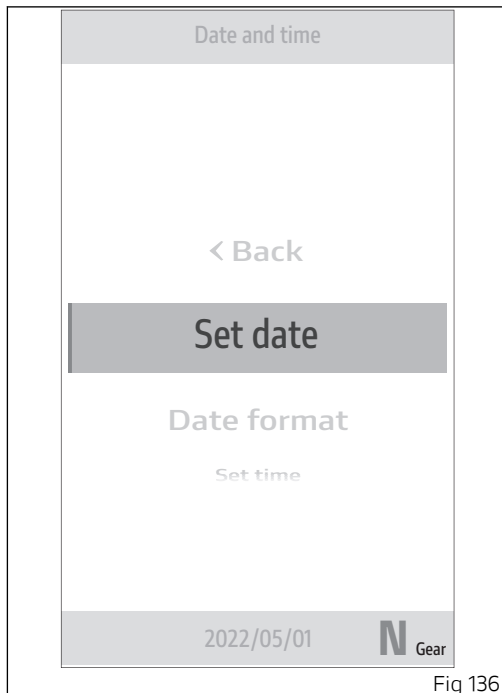 Date and time
< Back
Set date
Date format
Set time
2022/05/01 N Gear
Fig 136